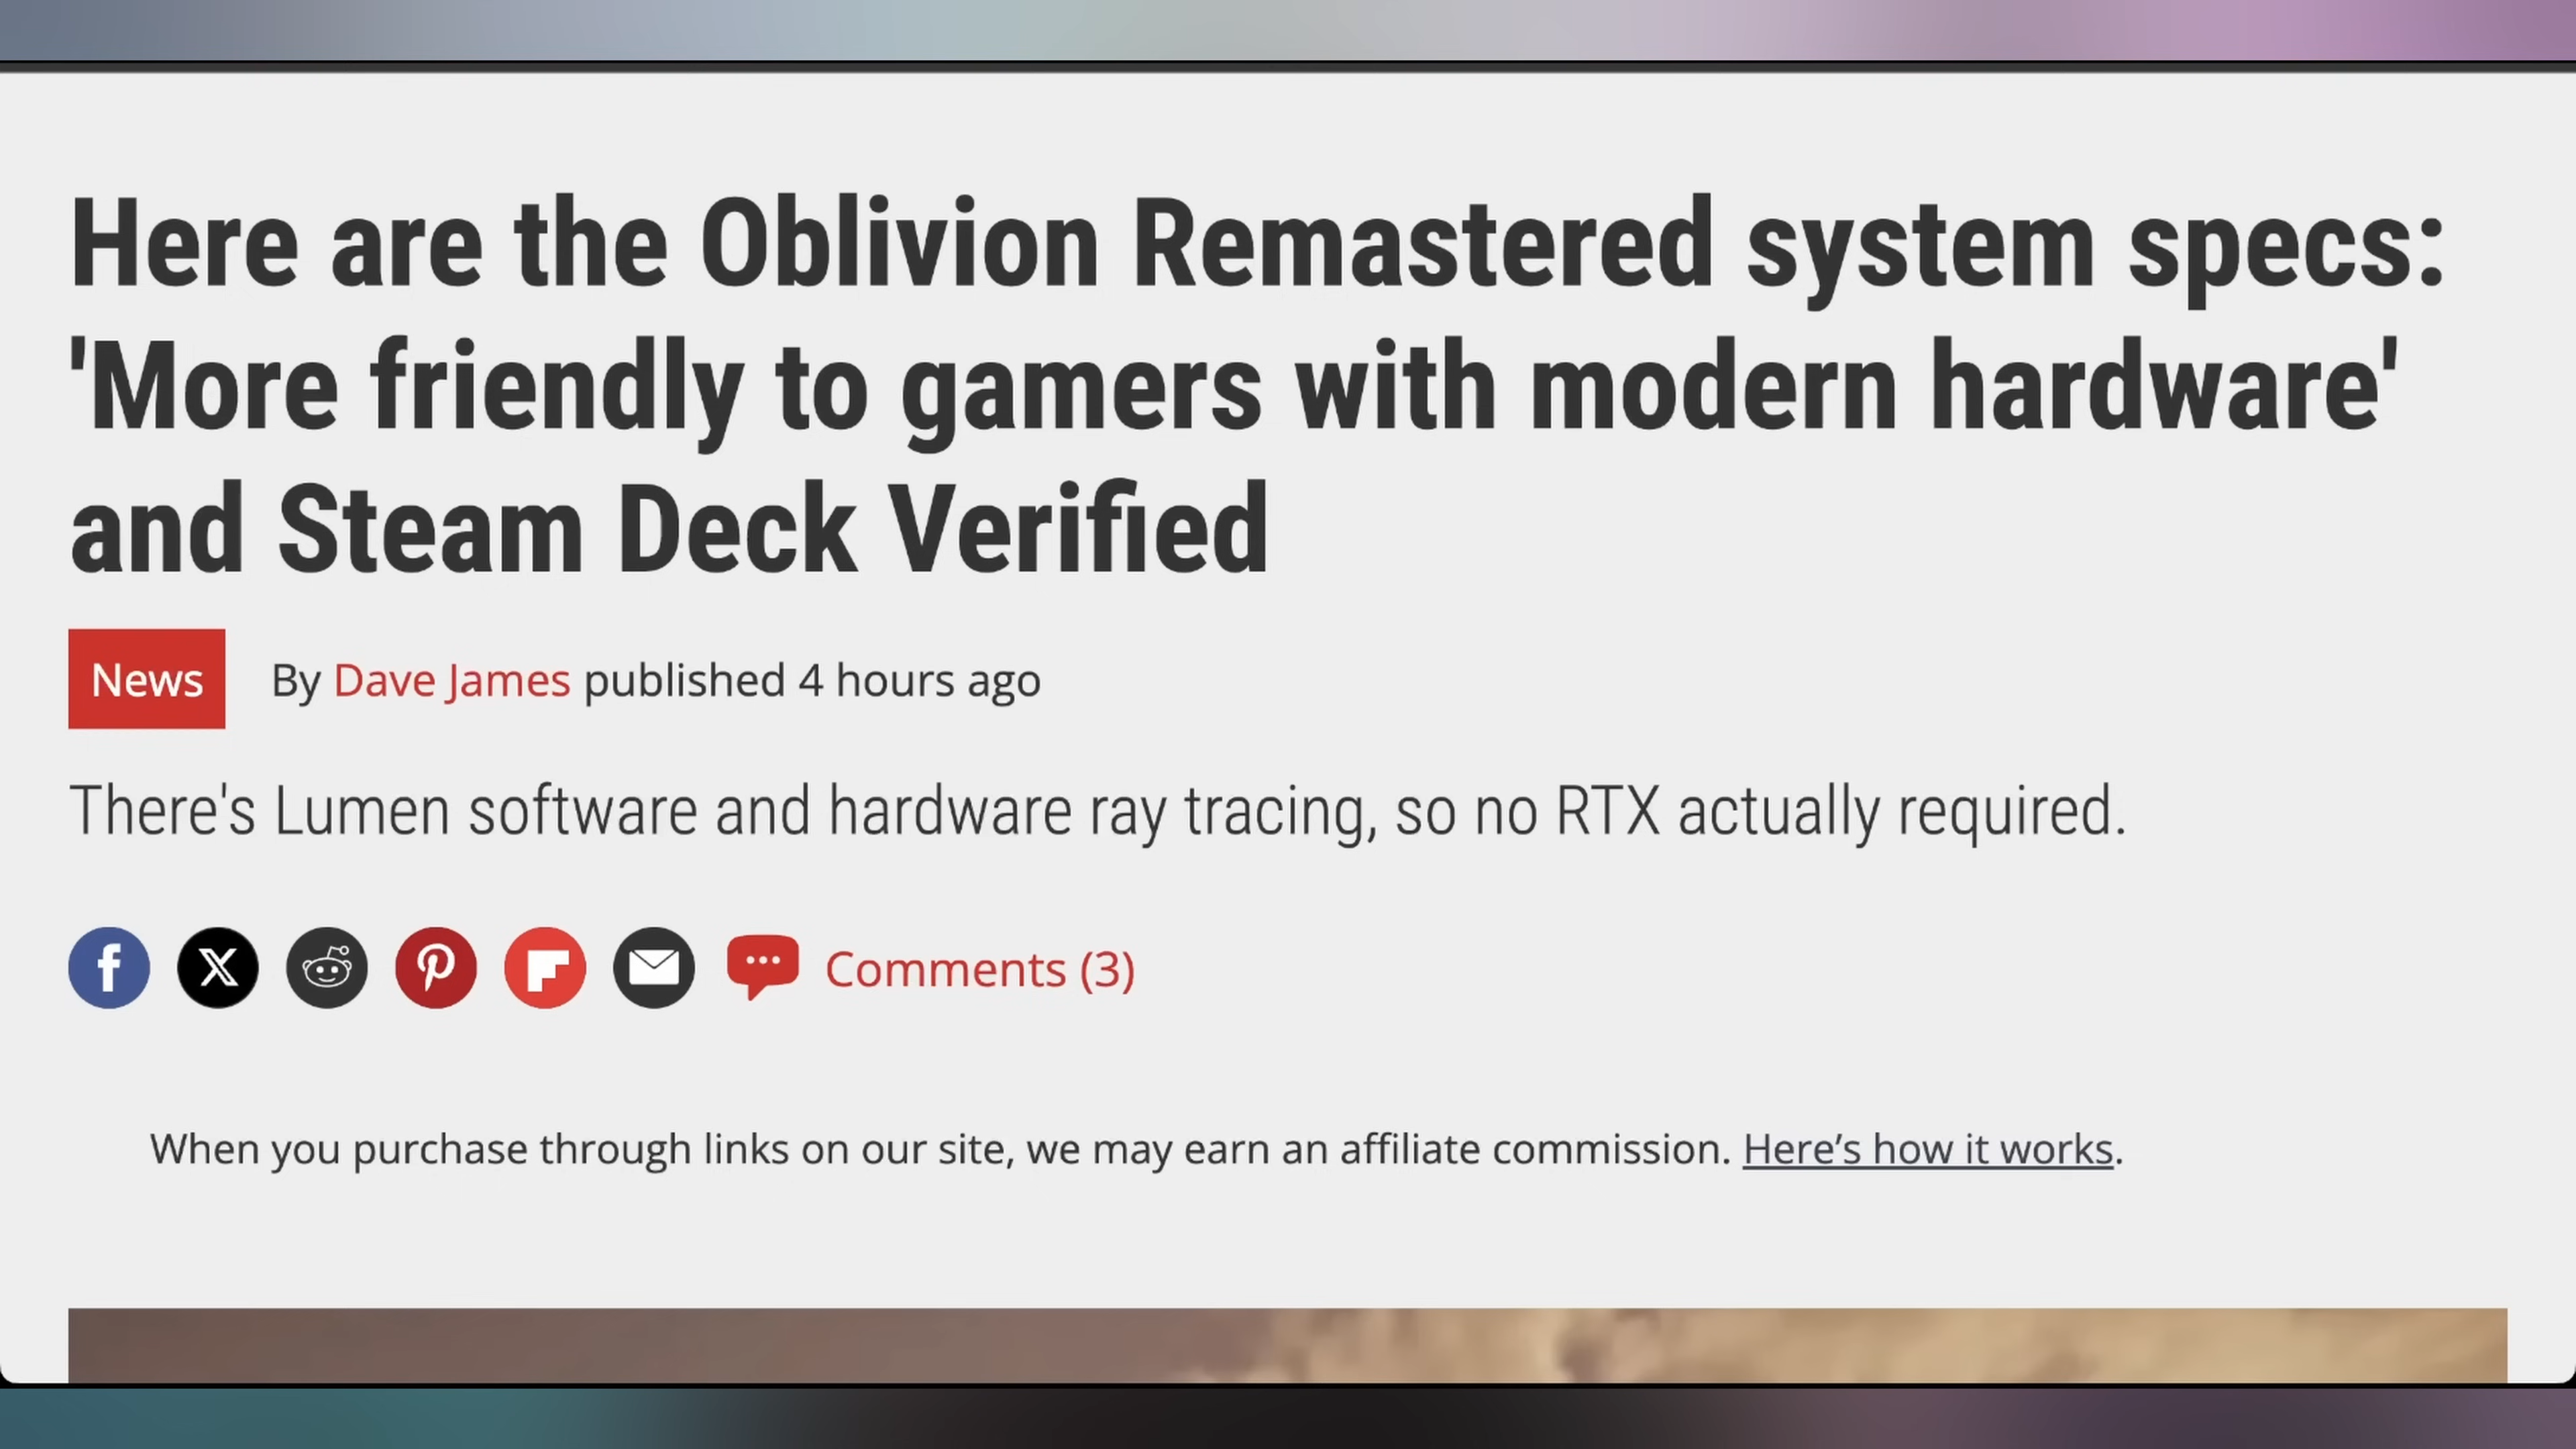 Here are the Oblivion Remastered system specs:
'More friendly to gamers with modern hardware'
and Steam Deck Verified
News By Dave James published 4 hours ago
There's Lumen software and hardware ray tracing, so no RTX actually required.
Comments (3)
When you purchase through links on our site, we may earn an affiliate commission. Here’s how it works.